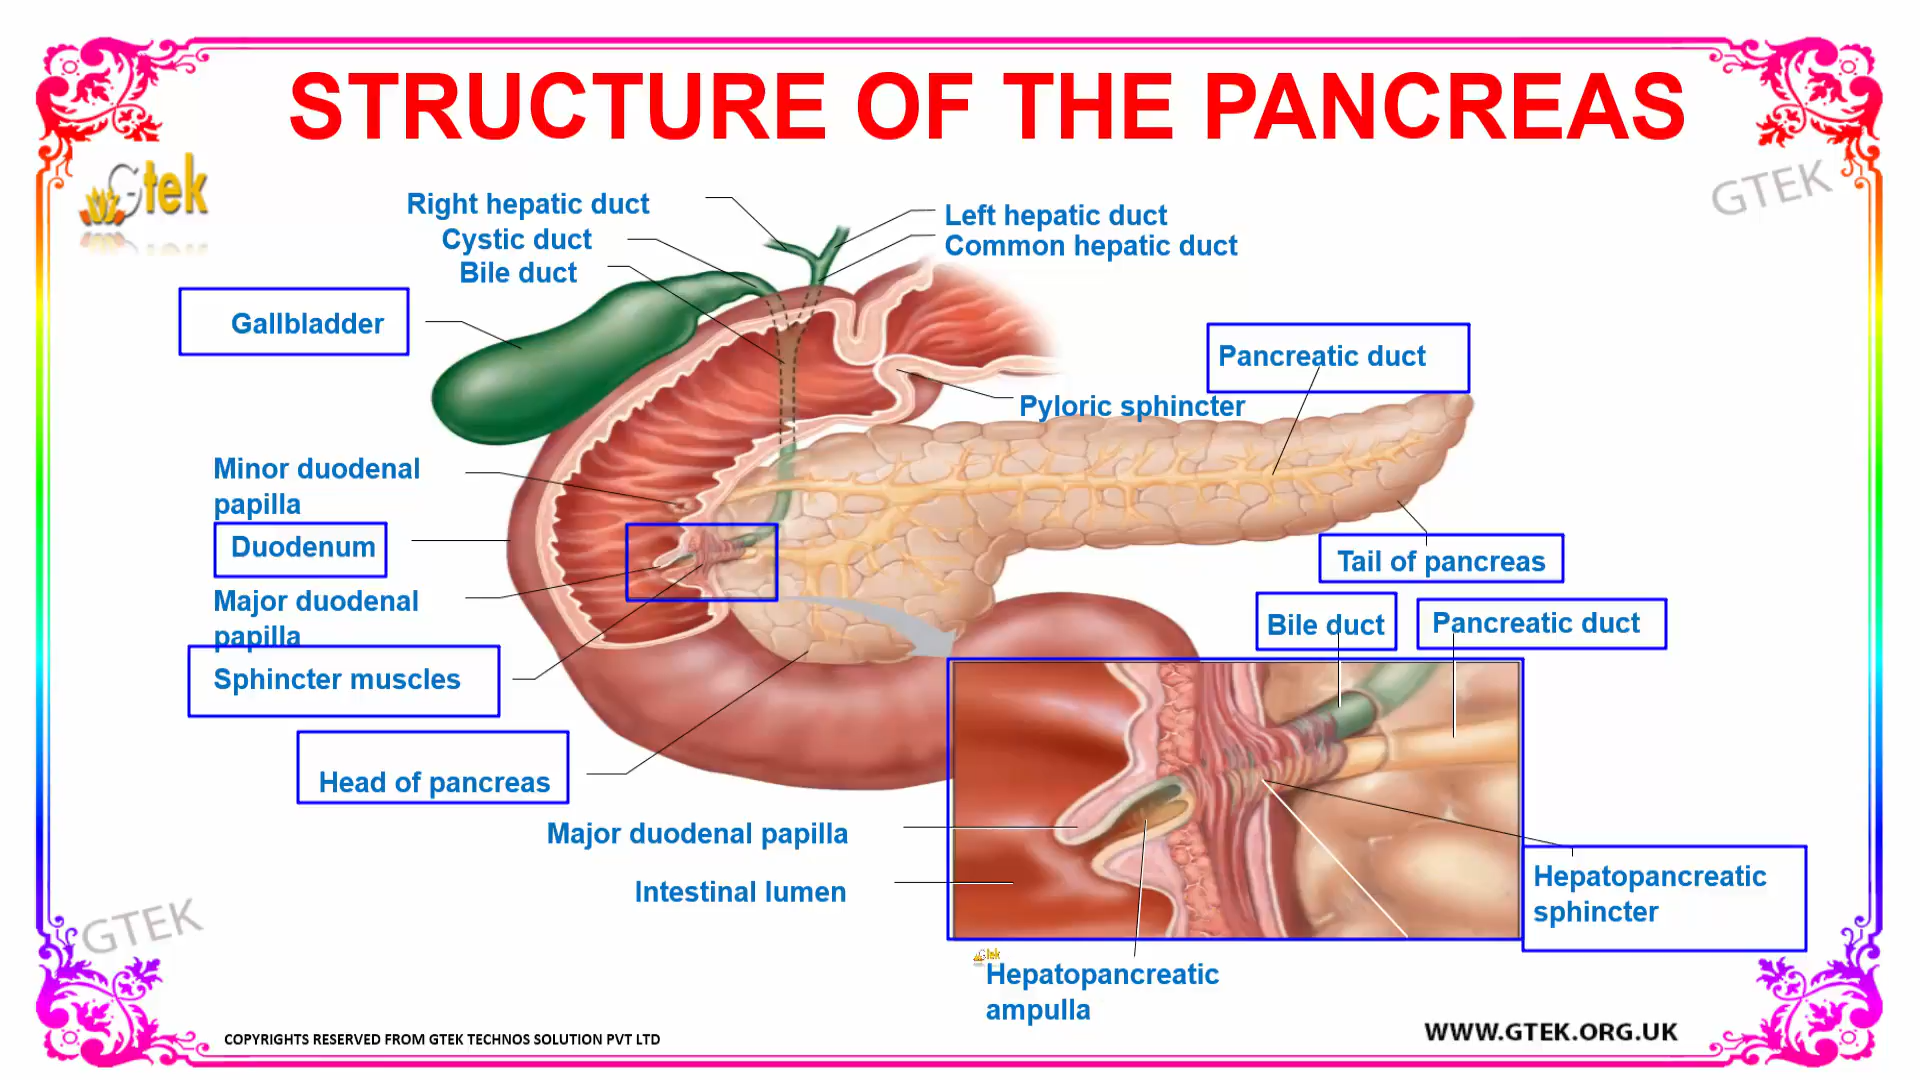 STRUCTURE OF THE PANCREAS
Gtek
GTEK
Right hepatic duct
Left hepatic duct
Cystic duct
Common hepatic duct
Bile duct
Gallbladder
Pancreatic duct
Pyloric sphincter
Minor duodenal
papilla
Duodenum
Tail of pancreas
Major duodenal
papilla
Bile duct
Pancreatic duct
Sphincter muscles
Head of pancreas
Major duodenal papilla
Intestinal lumen
Hepatopancreatic
sphincter
GTEK
Gtek
Hepatopancreatic
ampulla
COPYRIGHTS RESERVED FROM GTEK TECHNOS SOLUTION PVT LTD
WWW.GTEK.ORG.UK